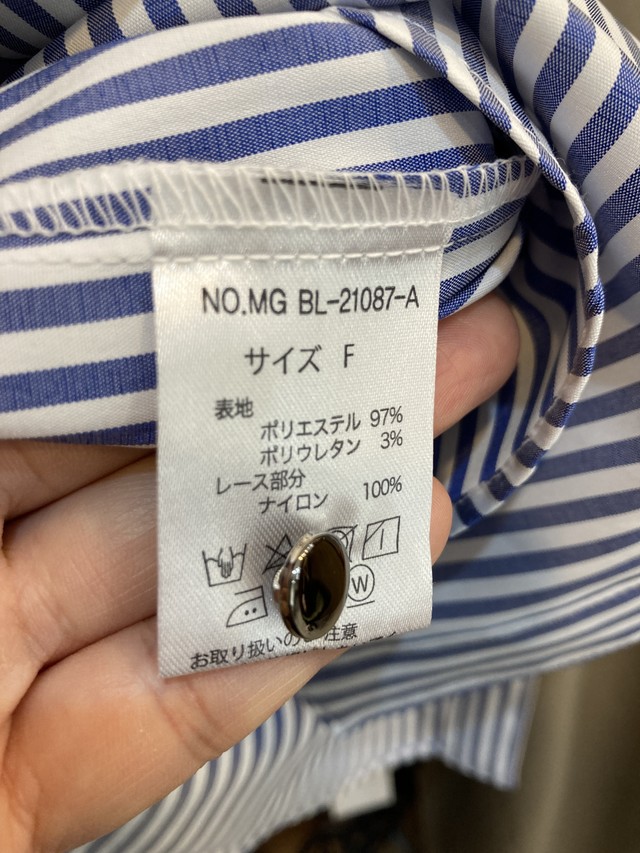 NO.MG BL-21087-A
サイズ F
表地
ポリエステル 97%
ポリウレタン 3%
レース部分
ナイロン 100%
W
お取り扱いの 注意